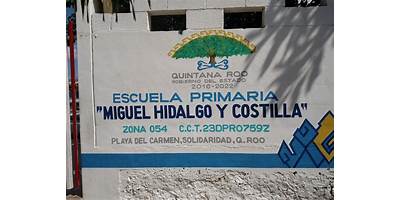 QUINTANA ROO
GOBIERNO DEL ESTADO
2016-2022
ESCUELA PRIMARIA
"MIGUEL HIDALGO Y COSTILLA"
ZONA 054 C.C.T. 23DPR0759Z
PLAYA DEL CARMEN, SOLIDARIDAD, Q. ROO